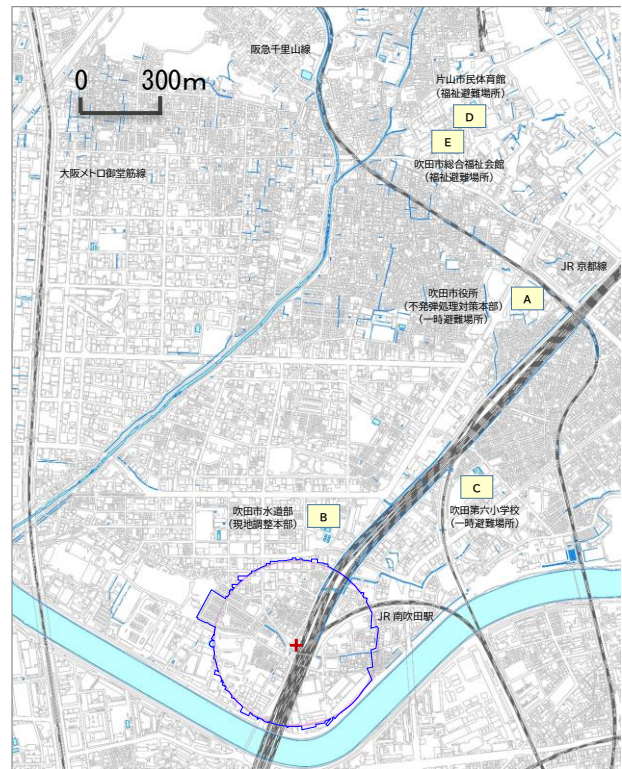 阪急千里山線
0 300m
片山市民体育館
（福祉避難場所）
D
E
吹田市総合福祉会館
（福祉避難場所）
大阪メトロ御堂筋線
JR 京都線
吹田市役所
（不発弾処理対策本部）
（一時避難場所）
A
C
吹田第六小学校
（一時避難場所）
吹田市水道部
（現地調整本部）
B
JR 南吹田駅